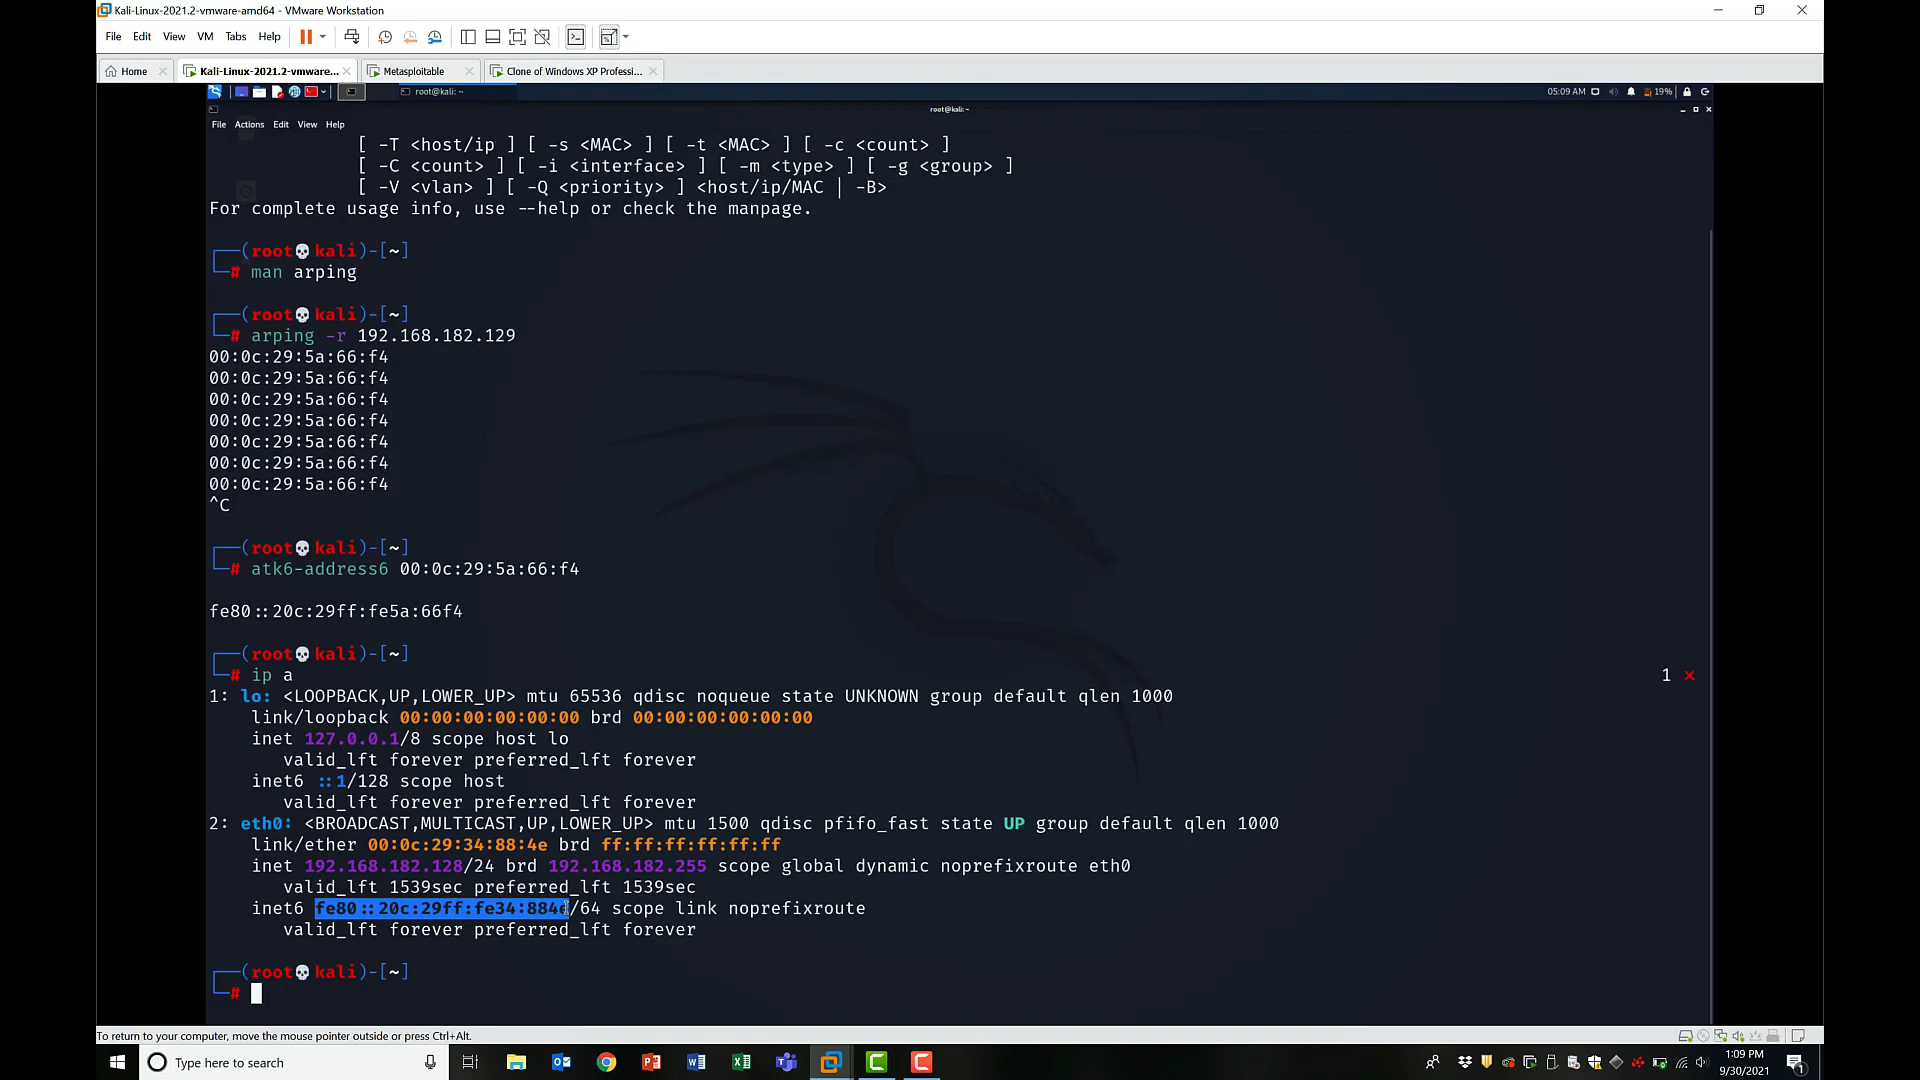 Kali-Linux-2021.2-vmware-amd64 - VMware Workstation
File Edit View VM Tabs Help
Home Kali-Linux-2021.2-vmware... Metasploitable Clone of Windows XP Professi...
root@kali: ~ 05:09 AM 19%
root@kali: ~
File Actions Edit View Help
[ -T <host/ip ] [ -s <MAC> ] [ -t <MAC> ] [ -c <count> ]
[ -C <count> ] [ -i <interface> ] [ -m <type> ] [ -g <group> ]
[ -V <vlan> ] [ -Q <priority> ] <host/ip/MAC | -B>
For complete usage info, use --help or check the manpage.
┌──(root💀kali)-[~]
└─# man arping
┌──(root💀kali)-[~]
└─# arping -r 192.168.182.129
00:0c:29:5a:66:f4
00:0c:29:5a:66:f4
00:0c:29:5a:66:f4
00:0c:29:5a:66:f4
00:0c:29:5a:66:f4
00:0c:29:5a:66:f4
00:0c:29:5a:66:f4
^C
┌──(root💀kali)-[~]
└─# atk6-address6 00:0c:29:5a:66:f4
fe80::20c:29ff:fe5a:66f4
┌──(root💀kali)-[~]
└─# ip a 1 ⨯
1: lo: <LOOPBACK,UP,LOWER_UP> mtu 65536 qdisc noqueue state UNKNOWN group default qlen 1000
link/loopback 00:00:00:00:00:00 brd 00:00:00:00:00:00
inet 127.0.0.1/8 scope host lo
valid_lft forever preferred_lft forever
inet6 ::1/128 scope host
valid_lft forever preferred_lft forever
2: eth0: <BROADCAST,MULTICAST,UP,LOWER_UP> mtu 1500 qdisc pfifo_fast state UP group default qlen 1000
link/ether 00:0c:29:34:88:4e brd ff:ff:ff:ff:ff:ff
inet 192.168.182.128/24 brd 192.168.182.255 scope global dynamic noprefixroute eth0
valid_lft 1539sec preferred_lft 1539sec
inet6 fe80::20c:29ff:fe34:884e/64 scope link noprefixroute
valid_lft forever preferred_lft forever
┌──(root💀kali)-[~]
└─#
To return to your computer, move the mouse pointer outside or press Ctrl+Alt.
Type here to search 1:09 PM
9/30/2021